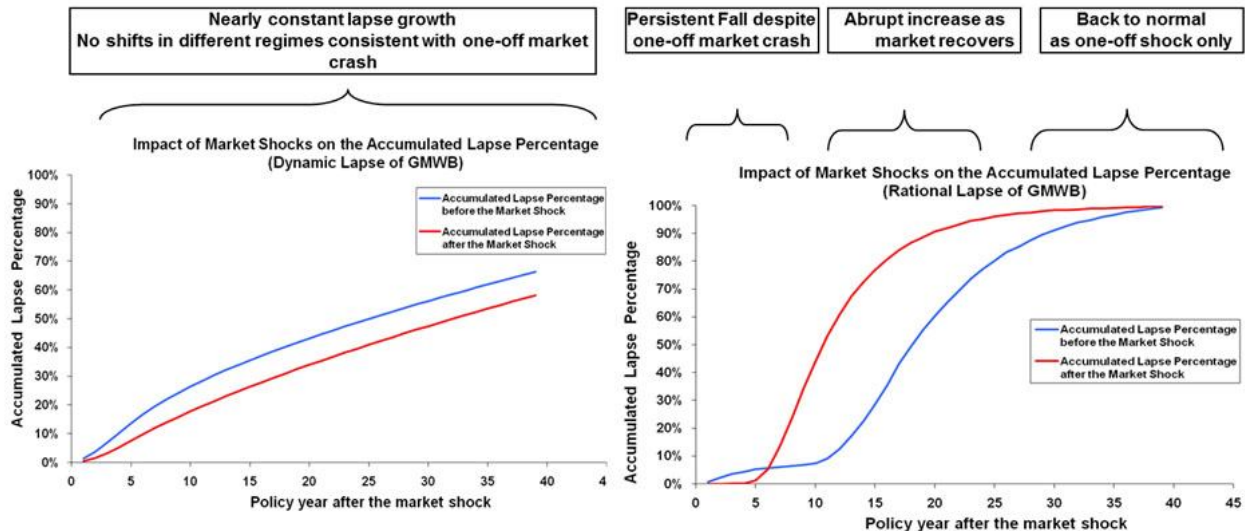 Nearly constant lapse growth
No shifts in different regimes consistent with one-off market
crash
Persistent Fall despite
one-off market crash
Abrupt increase as
market recovers
Back to normal
as one-off shock only
Impact of Market Shocks on the Accumulated Lapse Percentage
(Dynamic Lapse of GMWB)
100%
90%
80%
70%
60%
50%
40%
30%
20%
10%
0%
Accumulated Lapse Percentage
Accumulated Lapse Percentage
before the Market Shock
Accumulated Lapse Percentage
after the Market Shock
0 5 10 15 20 25 30 35 40 4
Policy year after the market shock
Impact of Market Shocks on the Accumulated Lapse Percentage
(Rational Lapse of GMWB)
100%
90%
80%
70%
60%
50%
40%
30%
20%
10%
0%
Accumulated Lapse Percentage
Accumulated Lapse Percentage
before the Market Shock
Accumulated Lapse Percentage
after the Market Shock
0 5 10 15 20 25 30 35 40 45
Policy year after the market shock